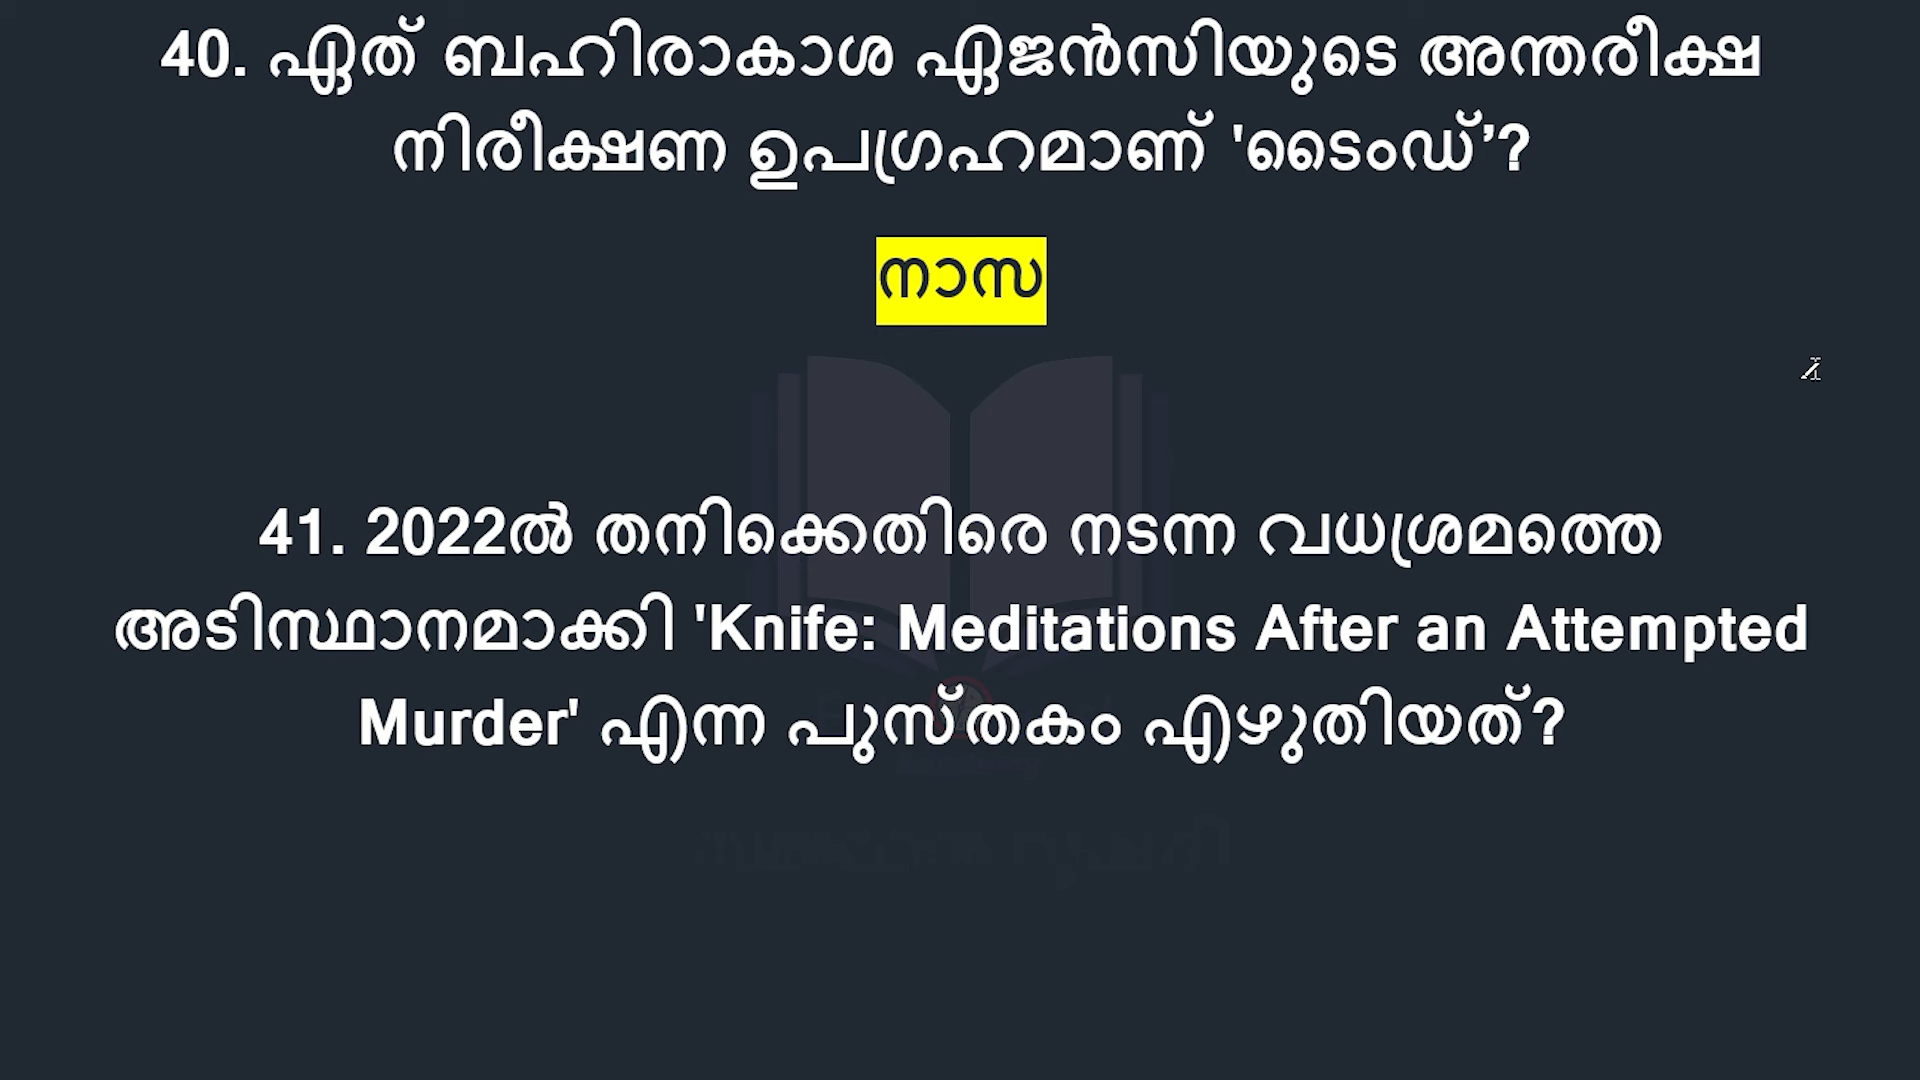 40. ഏത് ബഹിരാകാശ ഏജൻസിയുടെ അന്തരീക്ഷ
നിരീക്ഷണ ഉപഗ്രഹമാണ് 'ടൈംഡ്’?
നാസ
41. 2022ൽ തനിക്കെതിരെ നടന്ന വധശ്രമത്തെ
അടിസ്ഥാനമാക്കി 'Knife: Meditations After an Attempted
Murder' എന്ന പുസ്തകം എഴുതിയത്?